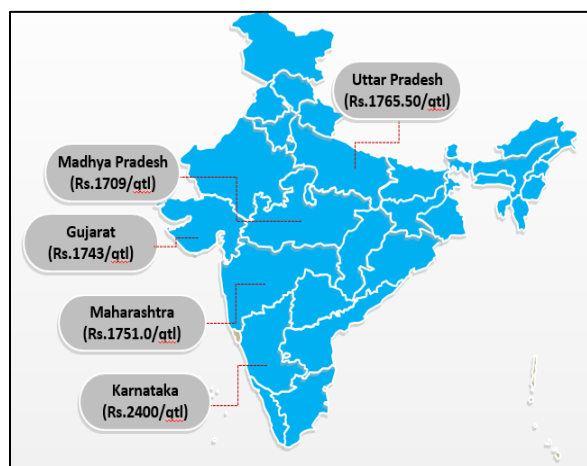 Uttar Pradesh
(Rs.1765.50/qtl)
Madhya Pradesh
(Rs.1709/qtl)
Gujarat
(Rs.1743/qtl)
Maharashtra
(Rs.1751.0/qtl)
Karnataka
(Rs.2400/qtl)